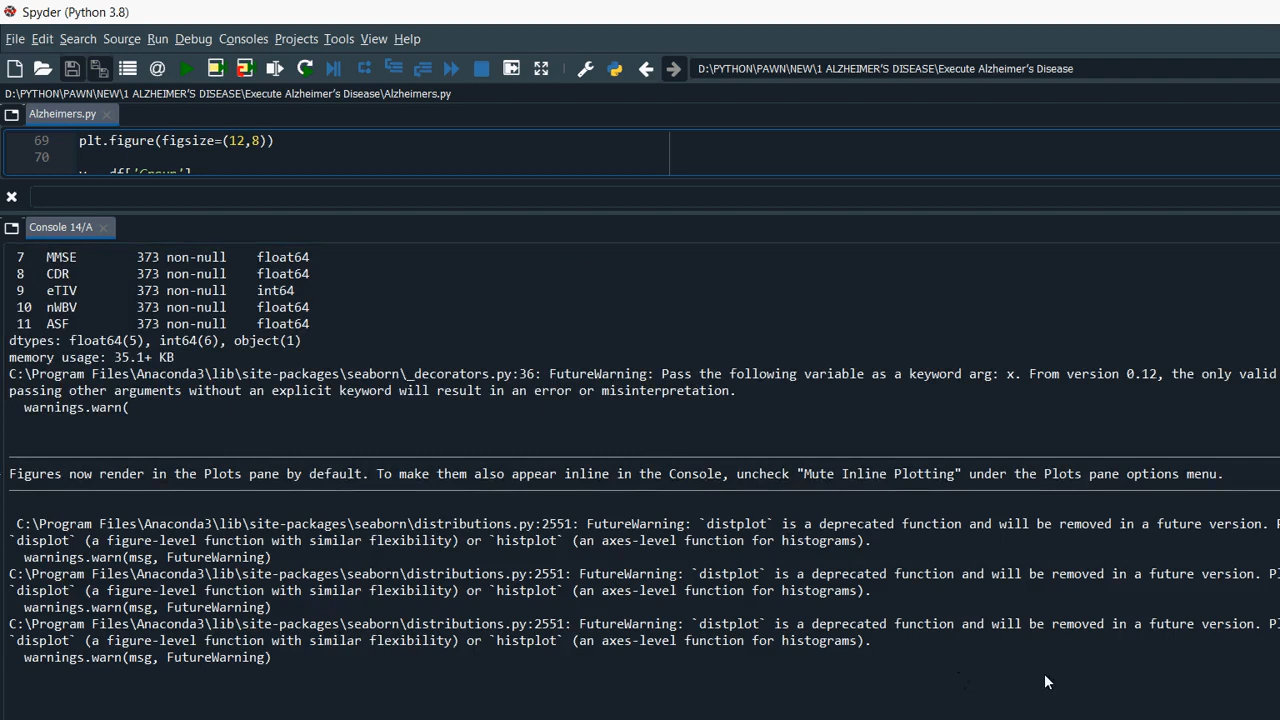 Spyder (Python 3.8)
File Edit Search Source Run Debug Consoles Projects Tools View Help
D:\PYTHON\PAWN\NEW\1 ALZHEIMER'S DISEASE\Execute Alzheimer's Disease
D:\PYTHON\PAWN\NEW\1 ALZHEIMER'S DISEASE\Execute Alzheimer's Disease\Alzheimers.py
Alzheimers.py
69 plt.figure(figsize=(12,8))
70
Console 14/A
7 MMSE 373 non-null float64
8 CDR 373 non-null float64
9 eTIV 373 non-null int64
10 nWBV 373 non-null float64
11 ASF 373 non-null float64
dtypes: float64(5), int64(6), object(1)
memory usage: 35.1+ KB
C:\Program Files\Anaconda3\lib\site-packages\seaborn\_decorators.py:36: FutureWarning: Pass the following variable as a keyword arg: x. From version 0.12, the only valid
passing other arguments without an explicit keyword will result in an error or misinterpretation.
warnings.warn(
Figures now render in the Plots pane by default. To make them also appear inline in the Console, uncheck "Mute Inline Plotting" under the Plots pane options menu.
C:\Program Files\Anaconda3\lib\site-packages\seaborn\distributions.py:2551: FutureWarning: `distplot` is a deprecated function and will be removed in a future version.
`displot` (a figure-level function with similar flexibility) or `histplot` (an axes-level function for histograms).
warnings.warn(msg, FutureWarning)
C:\Program Files\Anaconda3\lib\site-packages\seaborn\distributions.py:2551: FutureWarning: `distplot` is a deprecated function and will be removed in a future version. Pl
`displot` (a figure-level function with similar flexibility) or `histplot` (an axes-level function for histograms).
warnings.warn(msg, FutureWarning)
C:\Program Files\Anaconda3\lib\site-packages\seaborn\distributions.py:2551: FutureWarning: `distplot` is a deprecated function and will be removed in a future version. Pl
`displot` (a figure-level function with similar flexibility) or `histplot` (an axes-level function for histograms).
warnings.warn(msg, FutureWarning)